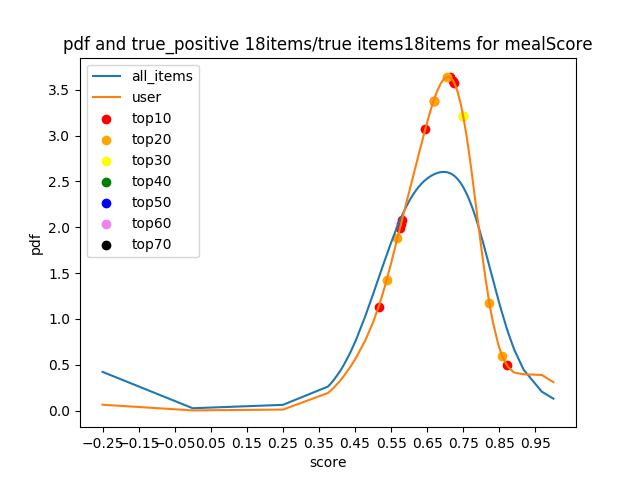 pdf and true_positive 18items/true items18items for mealScore
all_items
user
top10
top20
top30
top40
top50
top60
top70
pdf
3.5
3.0
2.5
2.0
1.5
1.0
0.5
0.0
−0.25 −0.15 −0.05 0.05 0.15 0.25 0.35 0.45 0.55 0.65 0.75 0.85 0.95
score